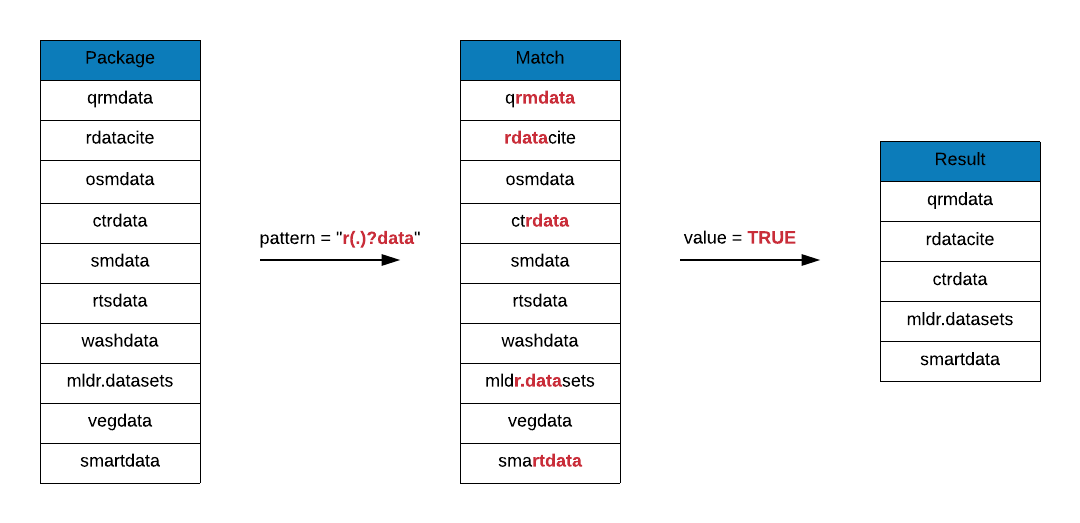 Package
qrmdata
rdatacite
osmdata
ctrdata
smdata
rtsdata
washdata
mldr.datasets
vegdata
smartdata
pattern = "r(.)?data"
Match
qrmdata
rdatacite
osmdata
ctrdata
smdata
rtsdata
washdata
mldr.datasets
vegdata
smartdata
value = TRUE
Result
qrmdata
rdatacite
ctrdata
mldr.datasets
smartdata